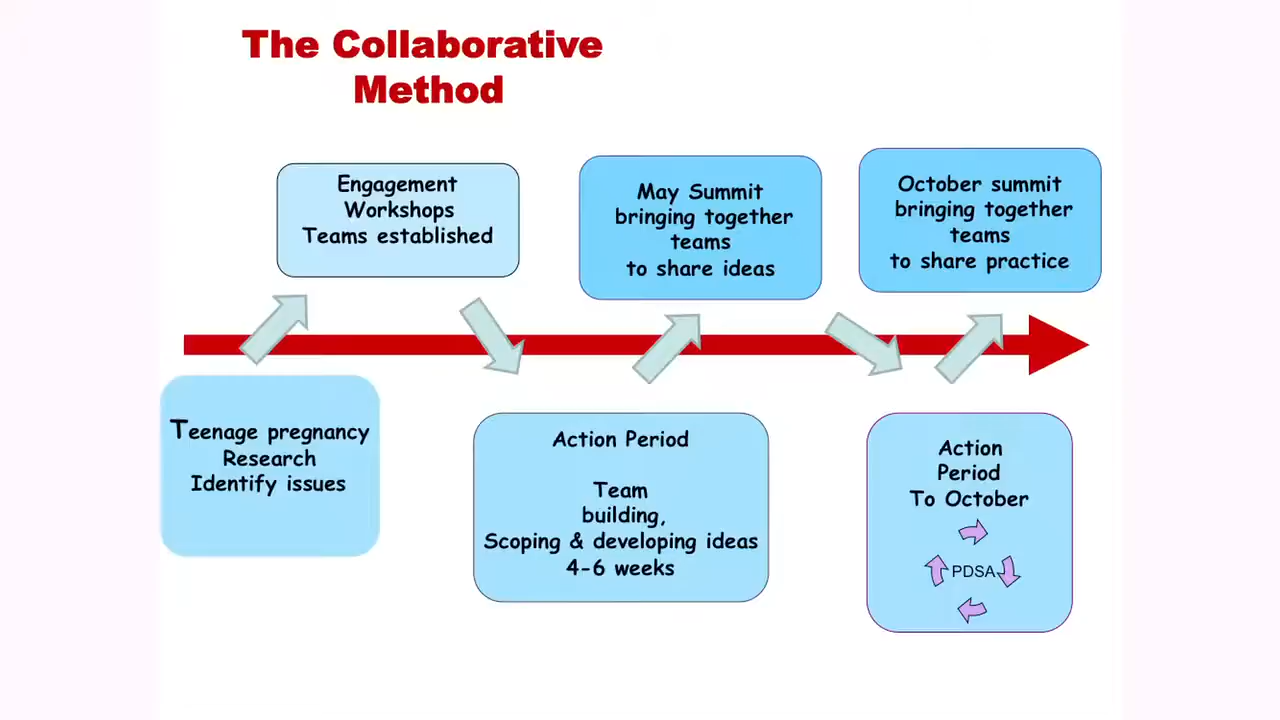 The Collaborative
Method
Engagement
Workshops
Teams established
May Summit
bringing together
teams
to share ideas
October summit
bringing together
teams
to share practice
Teenage pregnancy
Research
Identify issues
Action Period
Team
building,
Scoping & developing ideas
4-6 weeks
Action
Period
To October
PDSA